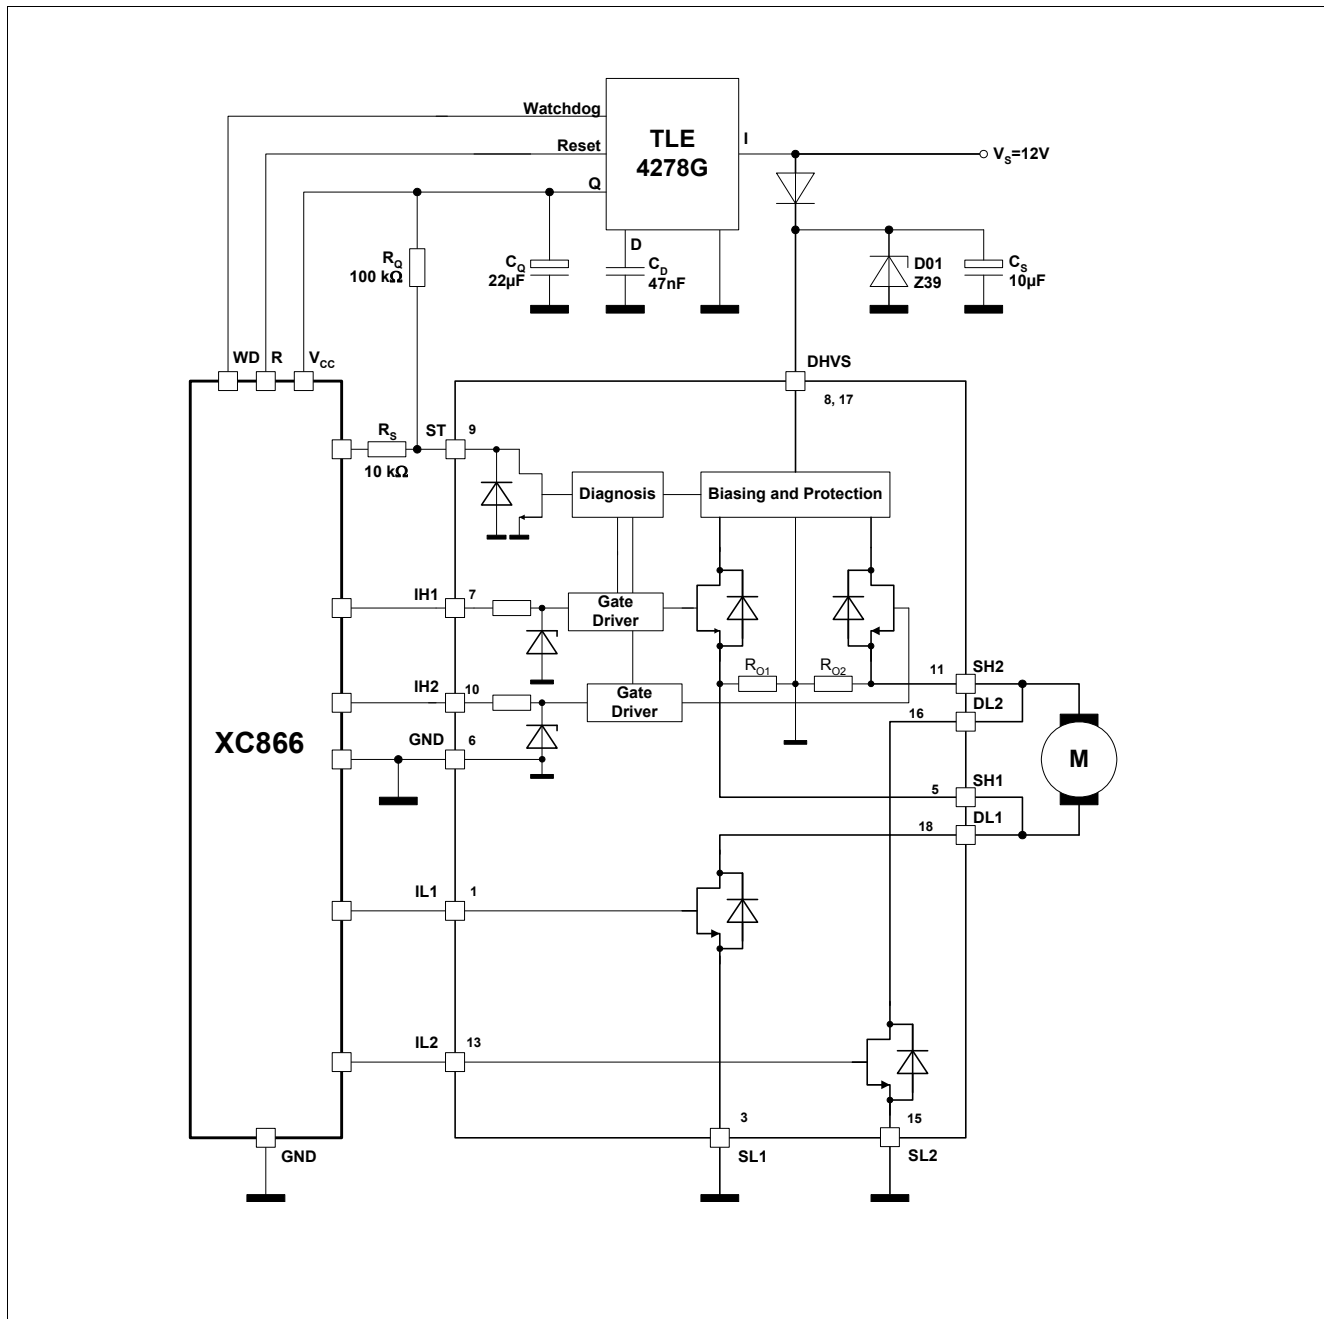 Watchdog
TLE
4278G
I
Reset
V_S=12V
Q
D
R_Q
100 kΩ
C_Q
22µF
C_D
47nF
D01
Z39
C_S
10µF
WD
R
V_CC
DHVS
8, 17
R_S
10 kΩ
ST
9
Diagnosis
Biasing and Protection
IH1
7
Gate
Driver
R_O1
R_O2
11
SH2
IH2
10
Gate
Driver
16
DL2
XC866
GND
6
M
SH1
5
DL1
18
IL1
1
IL2
13
3
15
GND
SL1
SL2